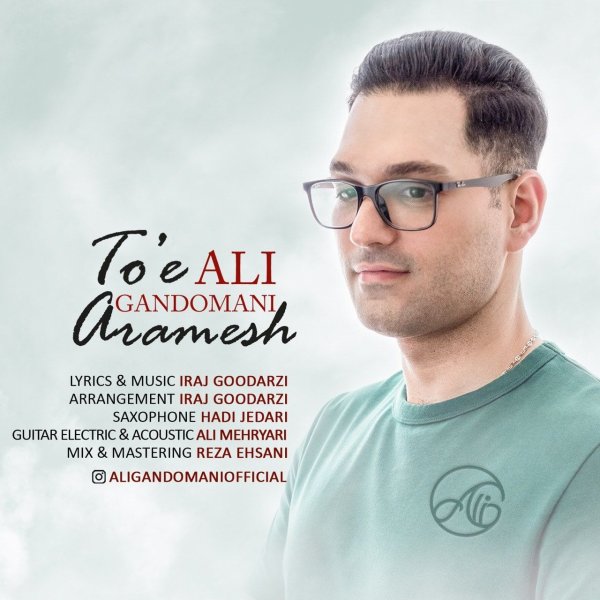 To'e ALI
GANDOMANI
Aramesh
LYRICS & MUSIC IRAJ GOODARZI
ARRANGEMENT IRAJ GOODARZI
SAXOPHONE HADI JEDARI
GUITAR ELECTRIC & ACOUSTIC ALI MEHRYARI
MIX & MASTERING REZA EHSANI
ALIGANDOMANIOFFICIAL
Ali